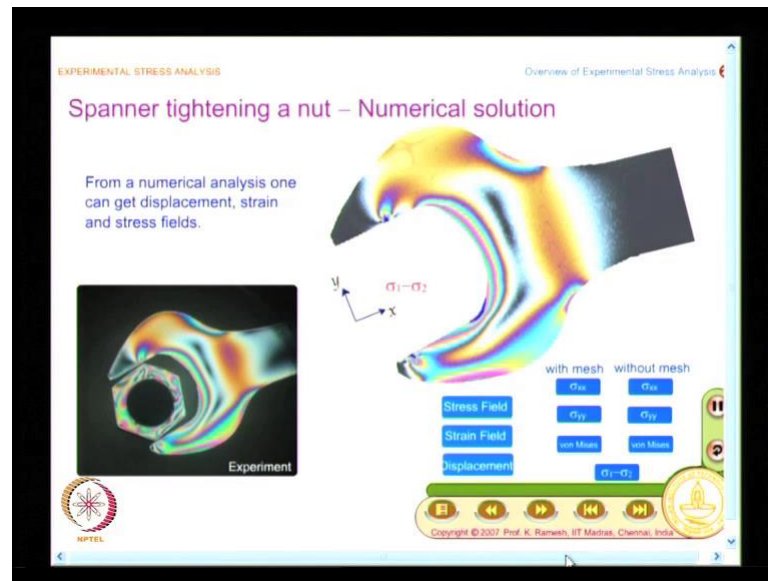 EXPERIMENTAL STRESS ANALYSIS
Overview of Experimental Stress Analysis
Spanner tightening a nut – Numerical solution
From a numerical analysis one
can get displacement, strain
and stress fields.
y
x
σ₁–σ₂
with mesh without mesh
Stress Field
σxx σxx
σyy σyy
Strain Field
von Mises von Mises
Displacement
σ₁–σ₂
Experiment
NPTEL
Copyright © 2007 Prof. K. Ramesh, IIT Madras, Chennai, India